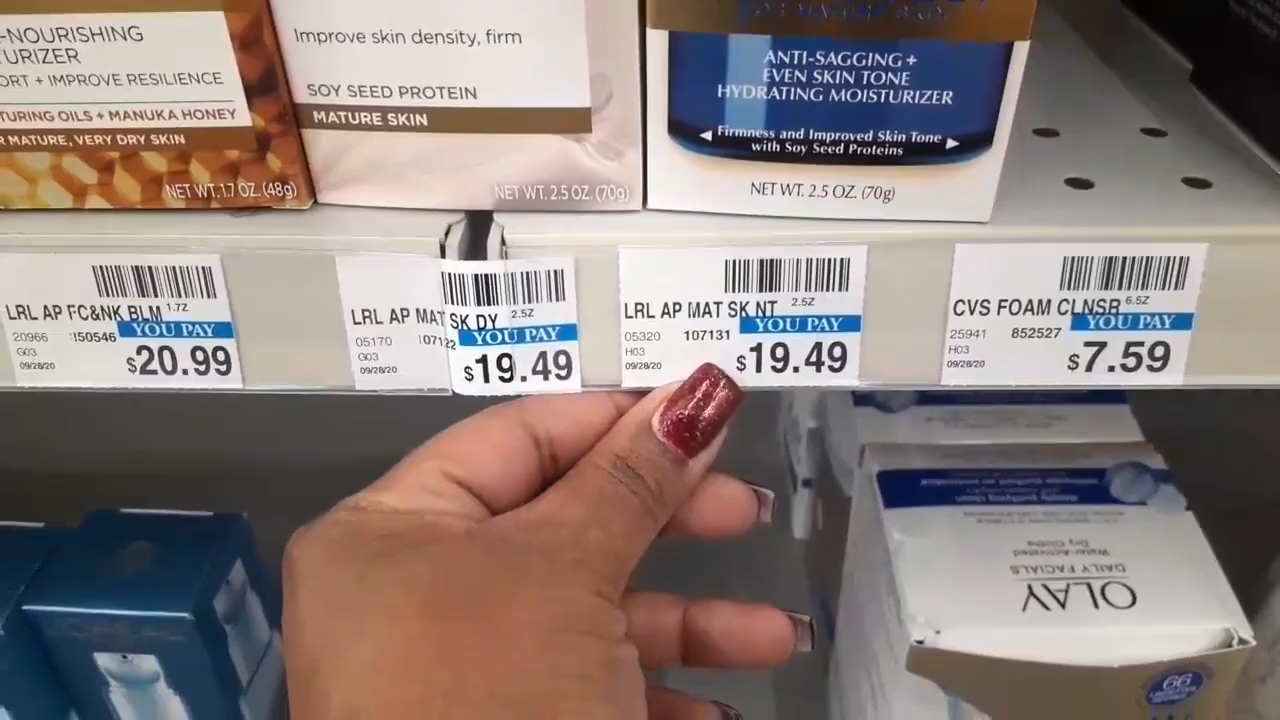 -NOURISHING
TURIZER
ORT + IMPROVE RESILIENCE
TURING OILS + MANUKA HONEY
R MATURE, VERY DRY SKIN
NET WT. 1.7 OZ. (48g)
Improve skin density, firm
SOY SEED PROTEIN
MATURE SKIN
NET WT. 2.5 OZ. (70g)
ANTI-SAGGING +
EVEN SKIN TONE
HYDRATING MOISTURIZER
Firmness and Improved Skin Tone
with Soy Seed Proteins
NET WT. 2.5 OZ. (70g)
LRL AP FC&NK BLM 1.7Z
YOU PAY
20966 150546
G03
09/28/20
$20.99
LRL AP MAT SK DY 2.5Z
YOU PAY
05170 107122
G03
09/28/20
$19.49
LRL AP MAT SK NT 2.5Z
YOU PAY
05320 107131
H03
09/28/20
$19.49
CVS FOAM CLNSR 6.5Z
YOU PAY
25941 852527
H03
09/28/20
$7.59
OLAY
DAILY FACIALS
Water-Activated
Dry Cloths
66